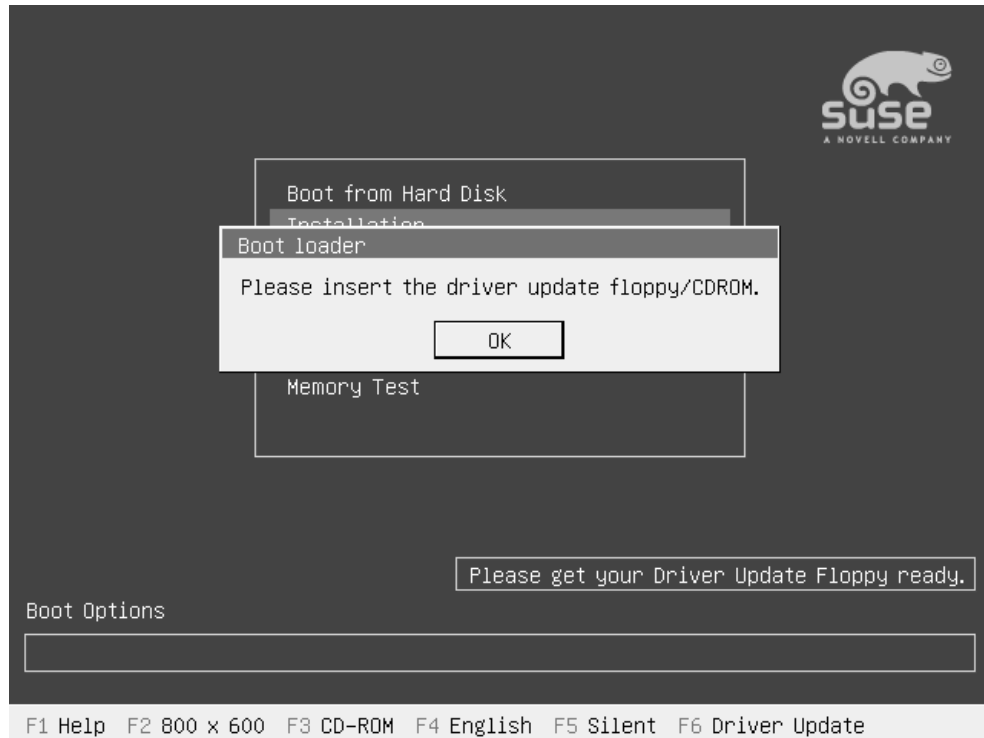 SUSE
A NOVELL COMPANY
Boot from Hard Disk
Installation
Boot loader
Please insert the driver update floppy/CDROM.
OK
Memory Test
Please get your Driver Update Floppy ready.
Boot Options
F1 Help F2 800 x 600 F3 CD-ROM F4 English F5 Silent F6 Driver Update